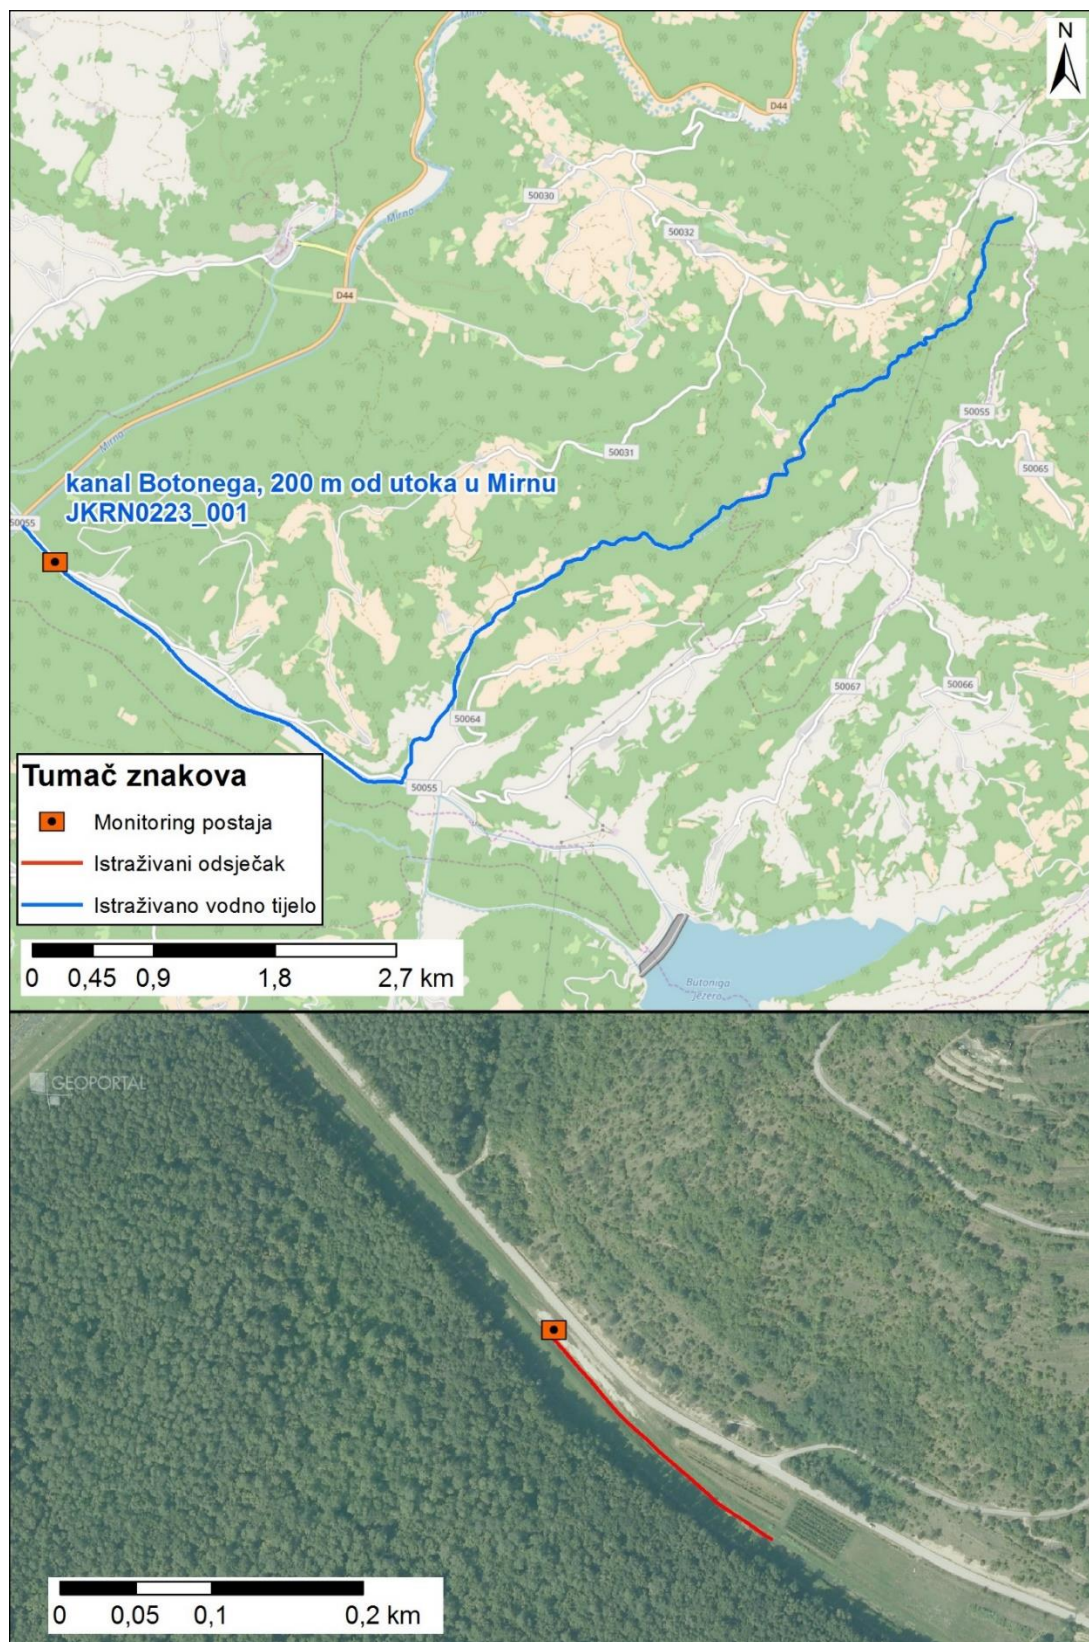 N
D44
50030
Mirna
50032
D44
50055
50031
50065
Mirna
kanal Botonega, 200 m od utoka u Mirnu
JKRN0223_001
50055
50067
50066
50064
50055
Tumač znakova
Monitoring postaja
Istraživani odsječak
Istraživano vodno tijelo
0 0,45 0,9 1,8 2,7 km
Butoniga
jezero
GEOPORTAL
0 0,05 0,1 0,2 km